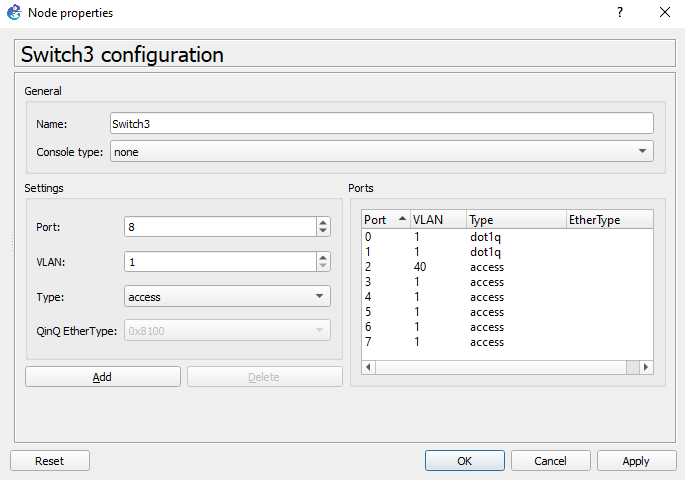 Node properties
?
Switch3 configuration
General
Name: Switch3
Console type: none
Settings
Port: 8
VLAN: 1
Type: access
QinQ EtherType: 0x8100
Add Delete
Ports
Port VLAN Type EtherType
0 1 dot1q
1 1 dot1q
2 40 access
3 1 access
4 1 access
5 1 access
6 1 access
7 1 access
Reset OK Cancel Apply